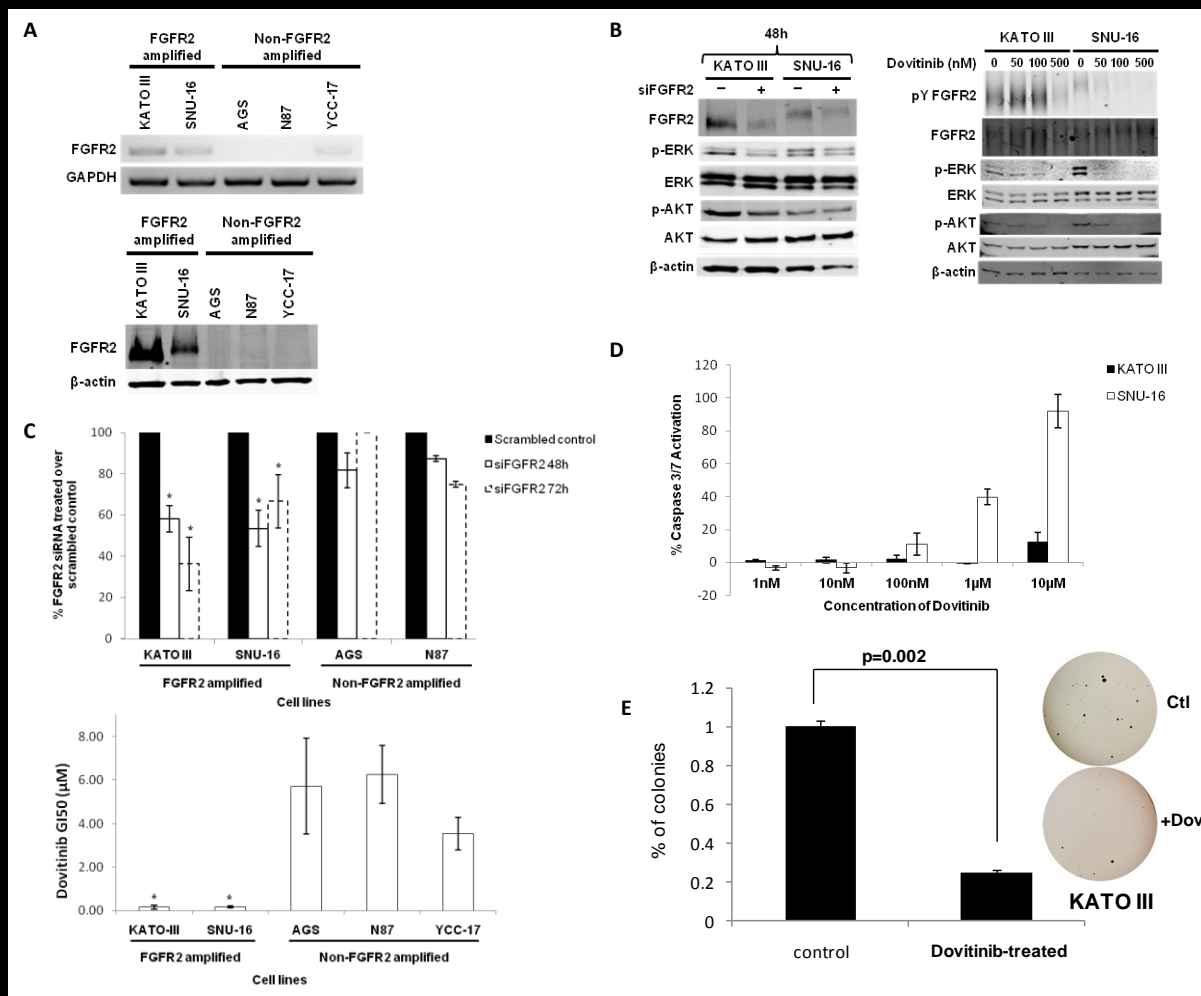 A
FGFR2 amplified
Non-FGFR2 amplified
KATO III
SNU-16
AGS
N87
YCC-17
FGFR2
GAPDH
FGFR2 amplified
Non-FGFR2 amplified
KATO III
SNU-16
AGS
N87
YCC-17
FGFR2
β-actin
B
48h
KATO III SNU-16
siFGFR2 – + – +
FGFR2
p-ERK
ERK
p-AKT
AKT
β-actin
KATO III SNU-16
Dovitinib (nM) 0 50 100 500 0 50 100 500
pY FGFR2
FGFR2
p-ERK
ERK
p-AKT
AKT
β-actin
C
% FGFR2 siRNA treated over scrambled conrtol
100
80
60
40
20
0
* * * *
Scrambled control
siFGFR2 48h
siFGFR2 72h
KATO III SNU-16 AGS N87
FGFR2 amplified Non-FGFR2 amplified
Cell lines
Dovitinib GI50 (µM)
8.00
6.00
4.00
2.00
0.00
* *
KATO-III SNU-16 AGS N87 YCC-17
FGFR2 amplified Non-FGFR2 amplified
Cell lines
D
% Caspase 3/7 Activation
120
100
80
60
40
20
0
-20
KATO III
SNU-16
1nM 10nM 100nM 1µM 10µM
Concentration of Dovitinib
E
p=0.002
% of colonies
1.2
1
0.8
0.6
0.4
0.2
0
control Dovitinib-treated
Ctl
+Dov
KATO III